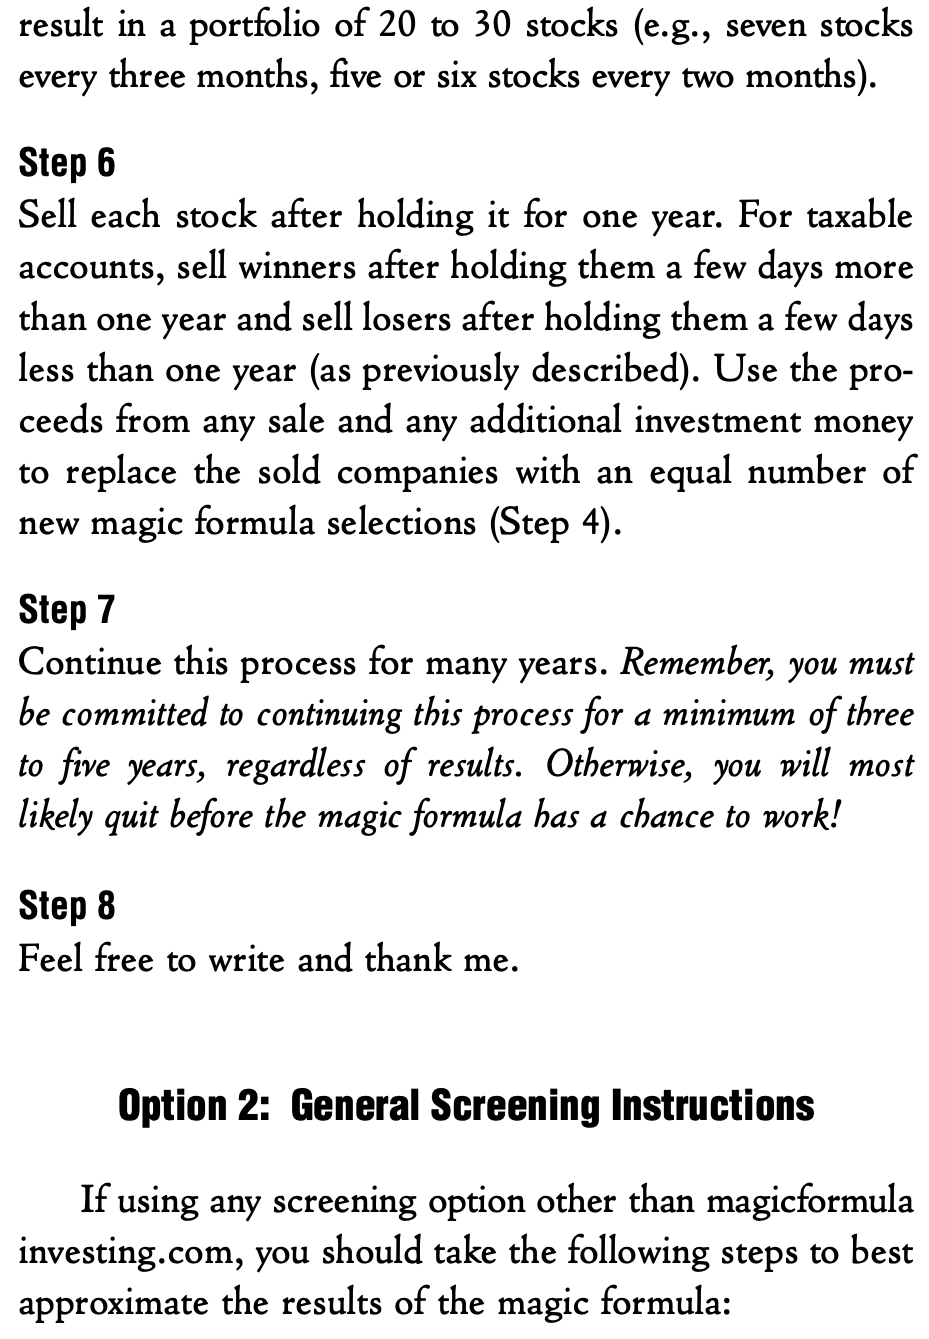 result in a portfolio of 20 to 30 stocks (e.g., seven stocks
every three months, five or six stocks every two months).
Step 6
Sell each stock after holding it for one year. For taxable
accounts, sell winners after holding them a few days more
than one year and sell losers after holding them a few days
less than one year (as previously described). Use the pro-
ceeds from any sale and any additional investment money
to replace the sold companies with an equal number of
new magic formula selections (Step 4).
Step 7
Continue this process for many years. Remember, you must
be committed to continuing this process for a minimum of three
to five years, regardless of results. Otherwise, you will most
likely quit before the magic formula has a chance to work!
Step 8
Feel free to write and thank me.
Option 2: General Screening Instructions
If using any screening option other than magicformula
investing.com, you should take the following steps to best
approximate the results of the magic formula: